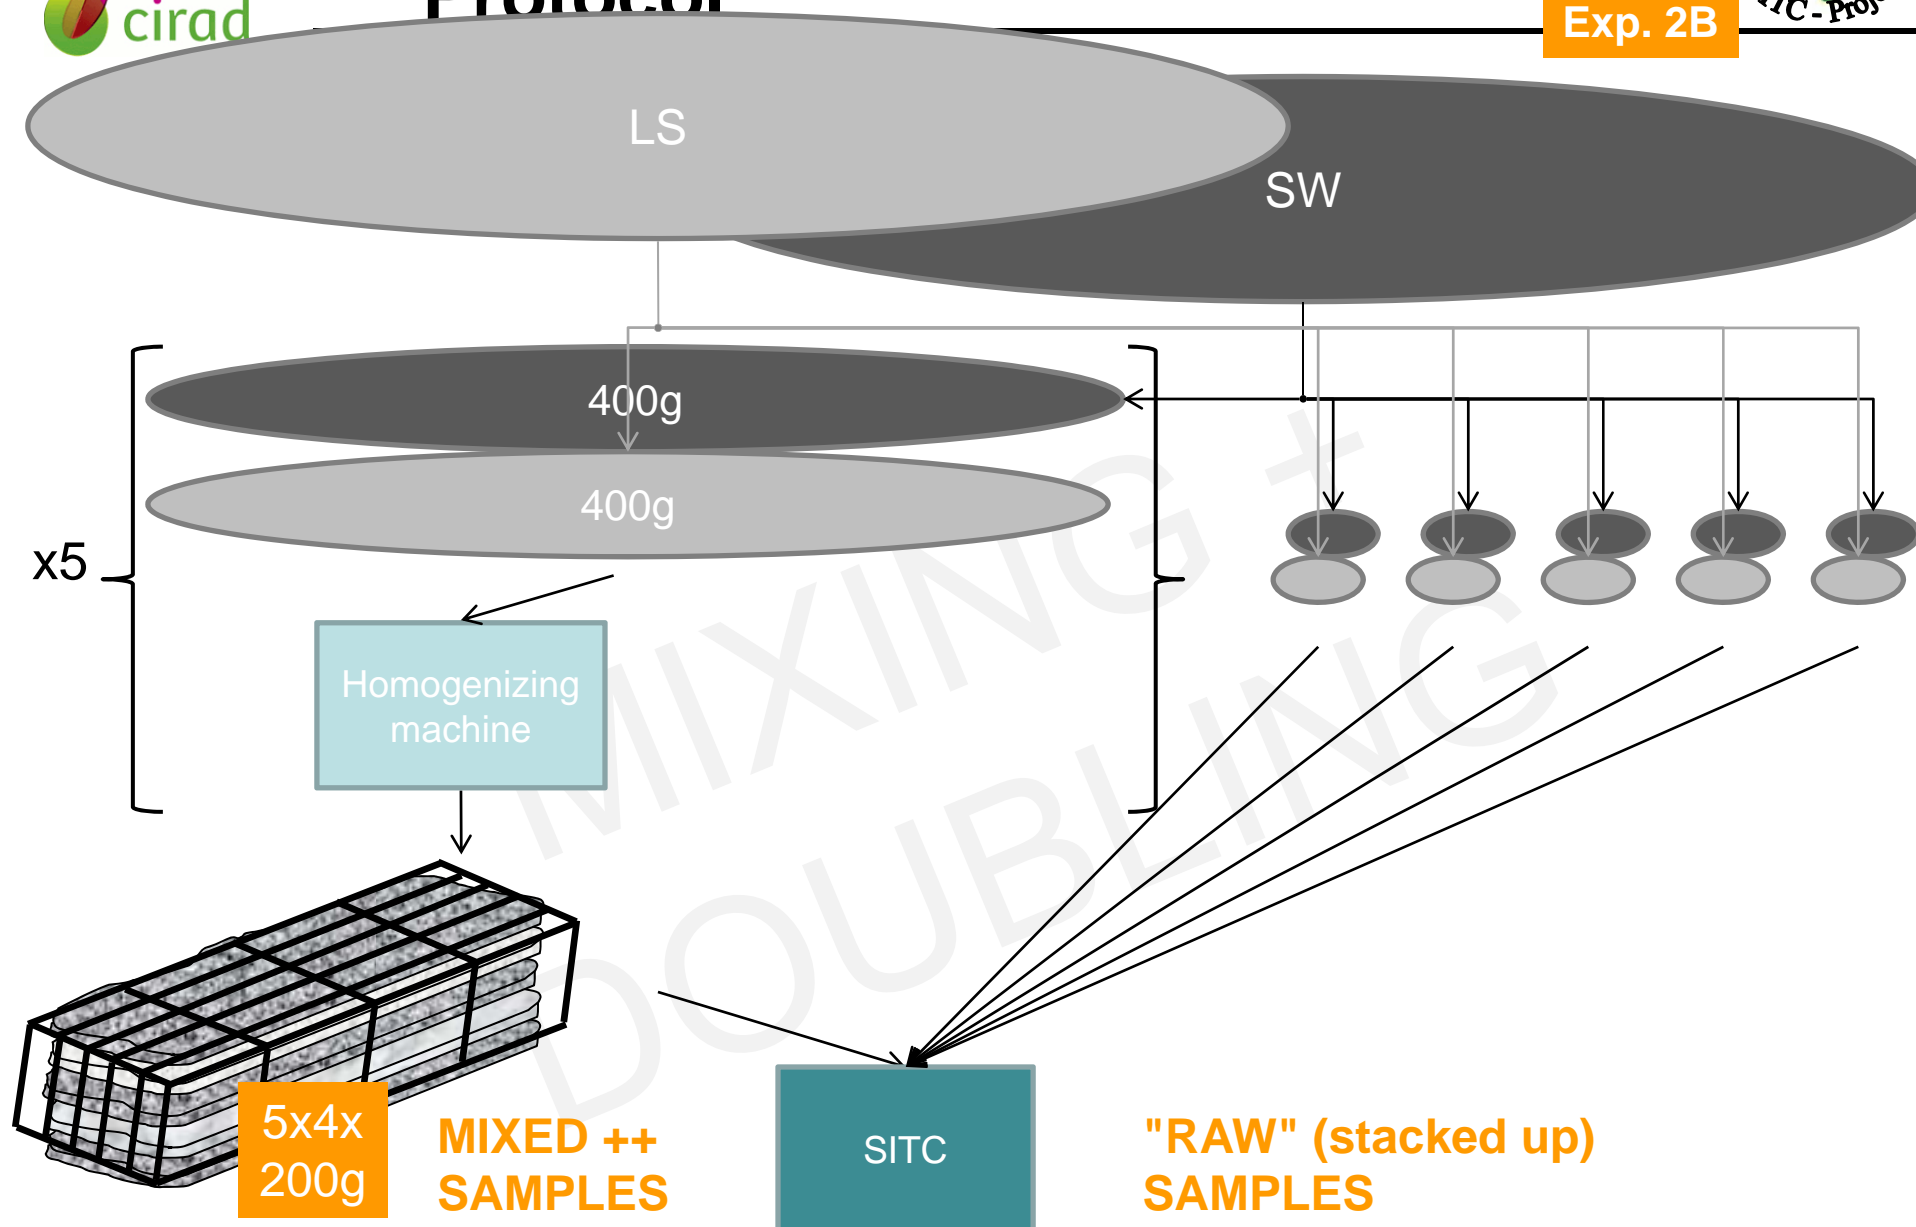 cirad
Protocol
Exp. 2B
LS
SW
400g
400g
x5
MIXING +
DOUBLING
Homogenizing
machine
5x4x
200g
MIXED ++
SAMPLES
SITC
"RAW" (stacked up)
SAMPLES